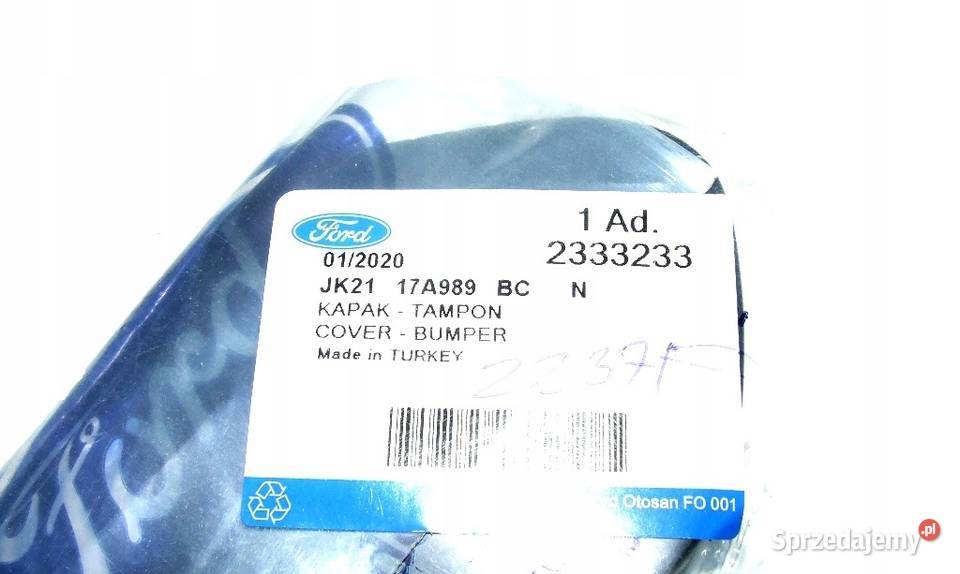 Ford
1 Ad.
01/2020
2333233
JK21 17A989 BC N
KAPAK - TAMPON
COVER - BUMPER
Made in TURKEY
Otosan FO 001
Sprzedajemy.pl